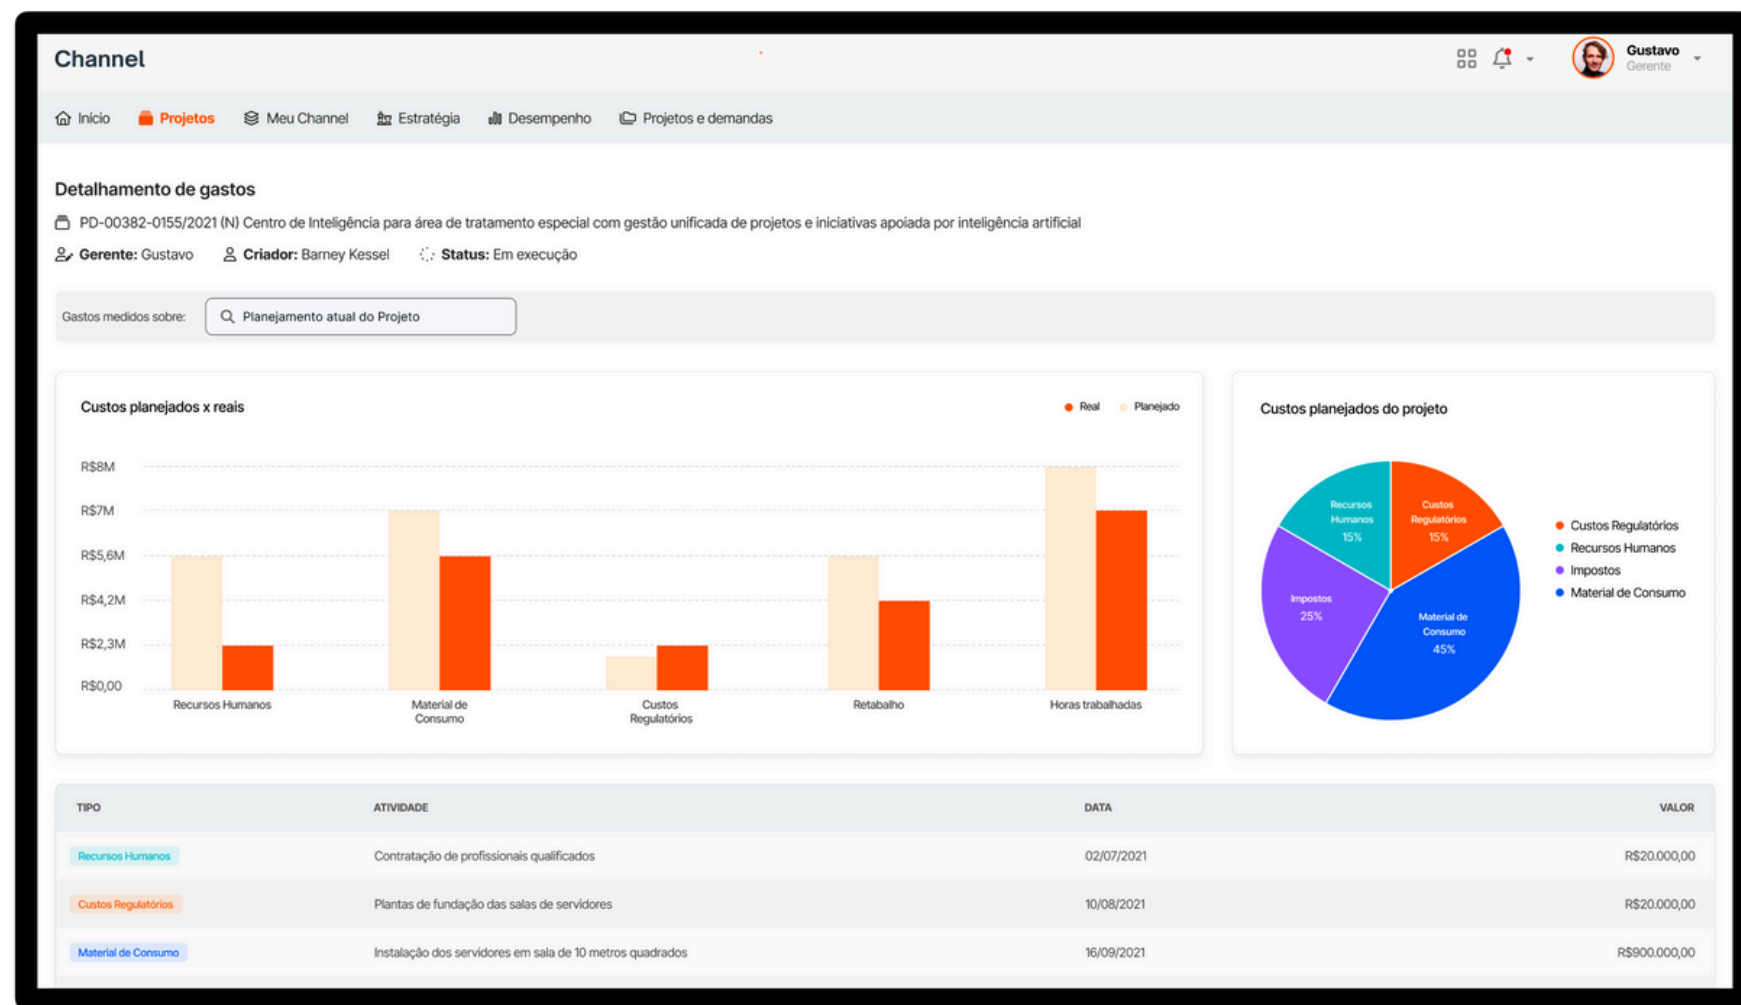 Channel
Gustavo
Gerente
Início Projetos Meu Channel Estratégia Desempenho Projetos e demandas
Detalhamento de gastos
PD-00382-0155/2021 (N) Centro de Inteligência para área de tratamento especial com gestão unificada de projetos e iniciativas apoiada por inteligência artificial
Gerente: Gustavo Criador: Barney Kessel Status: Em execução
Gastos medidos sobre: Planejamento atual do Projeto
Custos planejados x reais
Real Planejado
R$8M
R$7M
R$5,6M
R$4,2M
R$2,3M
R$0,00
Recursos Humanos
Material de
Consumo
Custos
Regulatórios
Retabalho
Horas trabalhadas
Custos planejados do projeto
Recursos
Humanos
15%
Custos
Regulatórios
15%
Impostos
25%
Material de
Consumo
45%
Custos Regulatórios
Recursos Humanos
Impostos
Material de Consumo
TIPO ATIVIDADE DATA VALOR
Recursos Humanos Contratação de profissionais qualificados 02/07/2021 R$20.000,00
Custos Regulatórios Plantas de fundação das salas de servidores 10/08/2021 R$20.000,00
Material de Consumo Instalação dos servidores em sala de 10 metros quadrados 16/09/2021 R$900.000,00